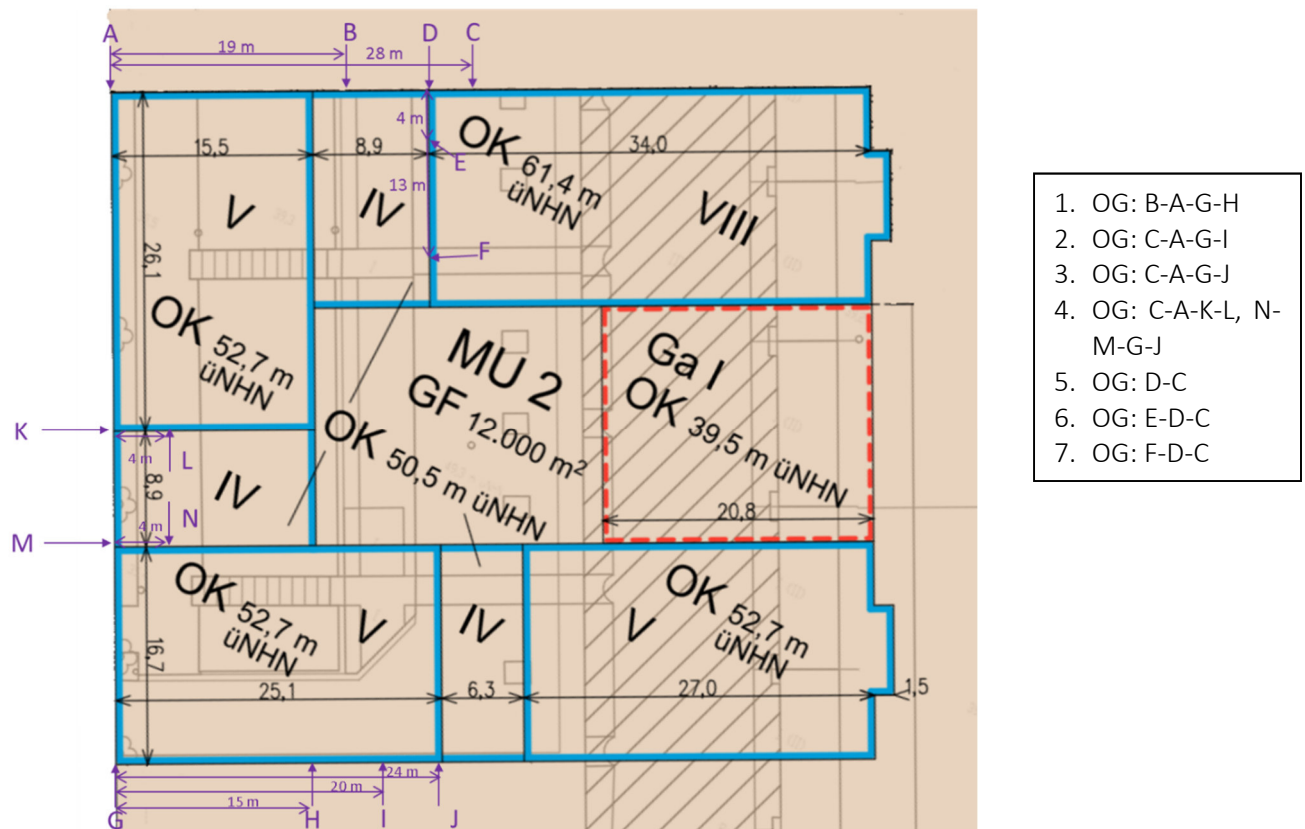 A
B
D
C
19 m
28 m
4 m
15,5
8,9
OK 61,4 m
üNHN
34,0
E
13 m
V
IV
VIII
F
26,1
OK 52,7 m
üNHN
MU 2
GF 12.000 m²
Ga I
OK 39,5 m üNHN
K
4 m
L
8,9
IV
OK 50,5 m üNHN
N
4 m
20,8
M
OK 52,7 m
üNHN
V
IV
V
OK 52,7 m
üNHN
16,7
25,1
6,3
27,0
1,5
24 m
20 m
15 m
G
H
I
J
1. OG: B-A-G-H
2. OG: C-A-G-I
3. OG: C-A-G-J
4. OG: C-A-K-L, N-
M-G-J
5. OG: D-C
6. OG: E-D-C
7. OG: F-D-C